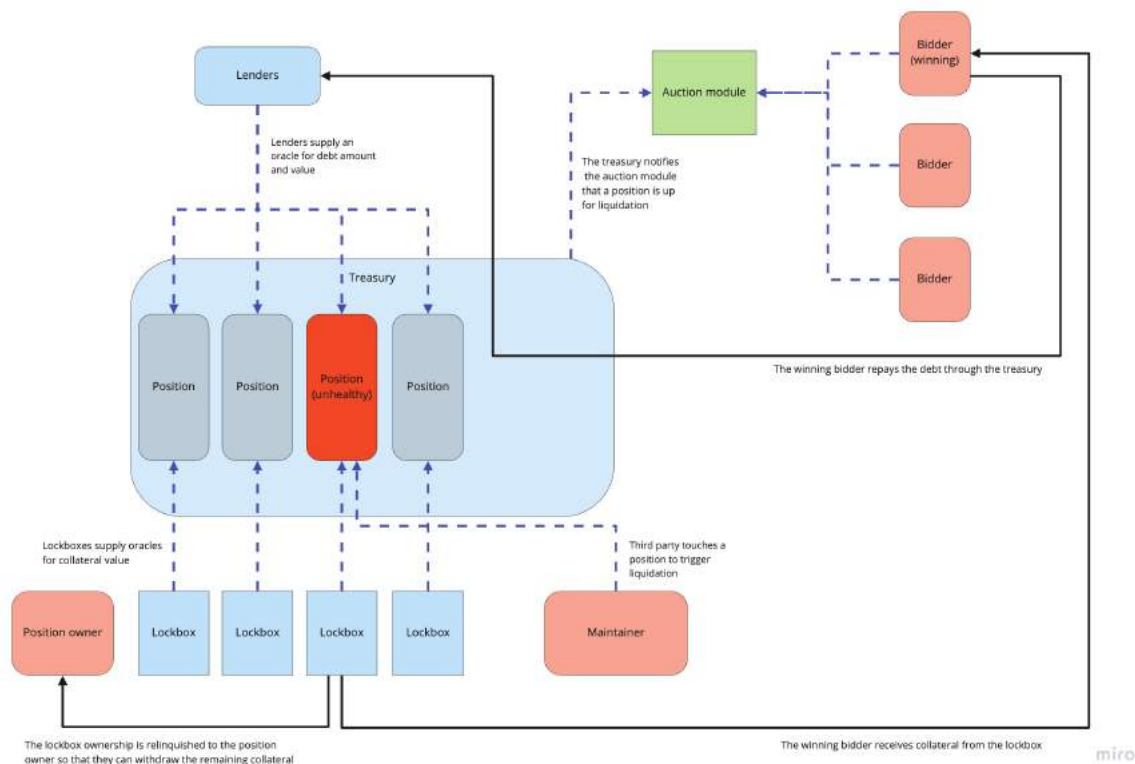 Lenders
Auction module
Bidder
(winning)
Lenders supply an
oracle for debt amount
and value
The treasury notifies
the auction module
that a position is up
for liquidation
Bidder
Bidder
Treasury
Position
Position
Position
(unhealthy)
Position
The winning bidder repays the debt through the treasury
Lockboxes supply oracles
for collateral value
Third party touches a
position to trigger
liquidation
Position owner
Lockbox
Lockbox
Lockbox
Lockbox
Maintainer
The lockbox ownership is relinquished to the position
owner so that they can withdraw the remaining collateral
The winning bidder receives collateral from the lockbox
miro